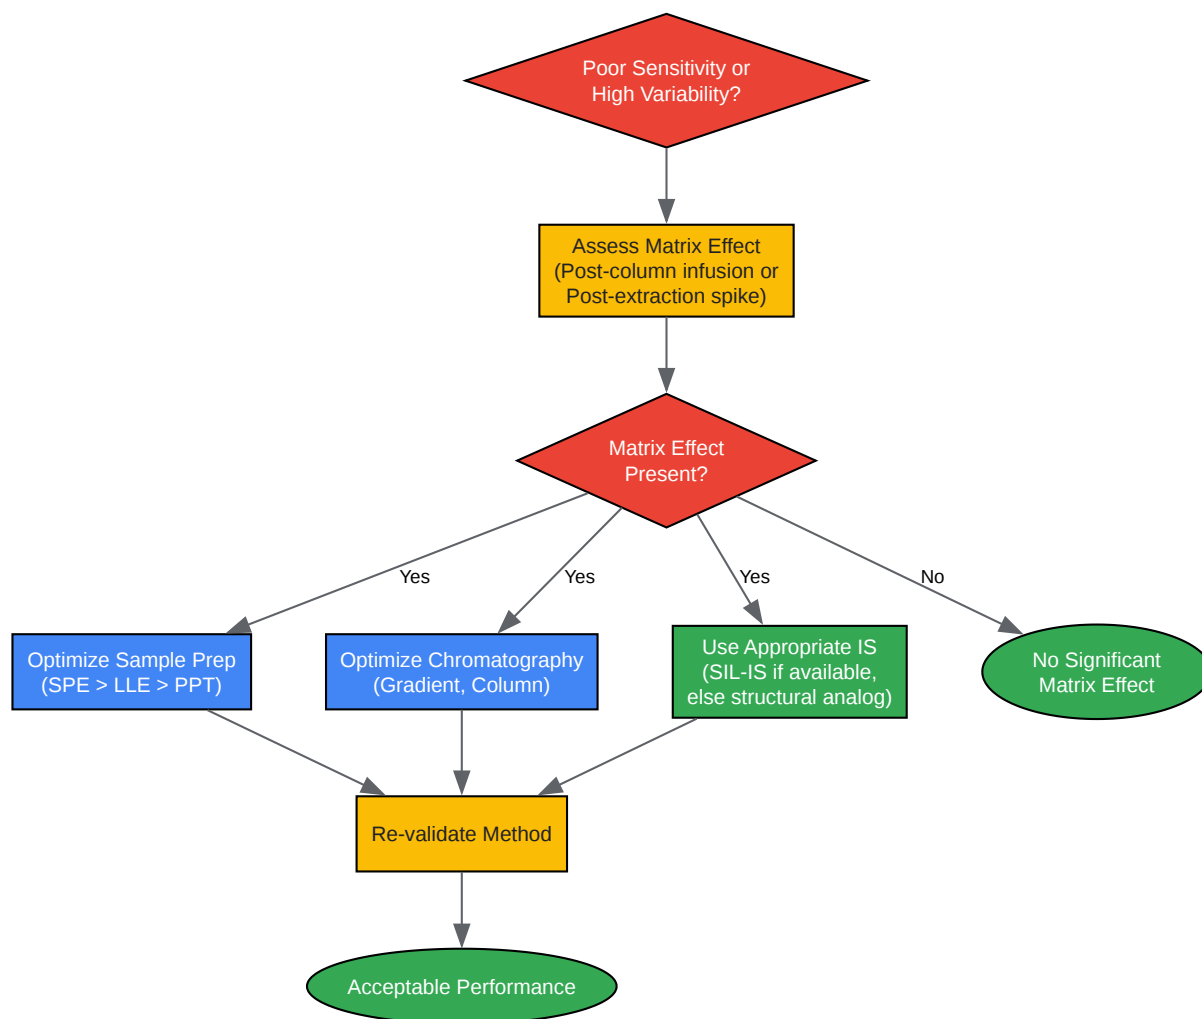 Poor Sensitivity or
High Variability?
Assess Matrix Effect
(Post-column infusion or
Post-extraction spike)
Matrix Effect
Present?
Yes
Yes
Yes
No
Optimize Sample Prep
(SPE > LLE > PPT)
Optimize Chromatography
(Gradient, Column)
Use Appropriate IS
(SIL-IS if available,
else structural analog)
No Significant
Matrix Effect
Re-validate Method
Acceptable Performance